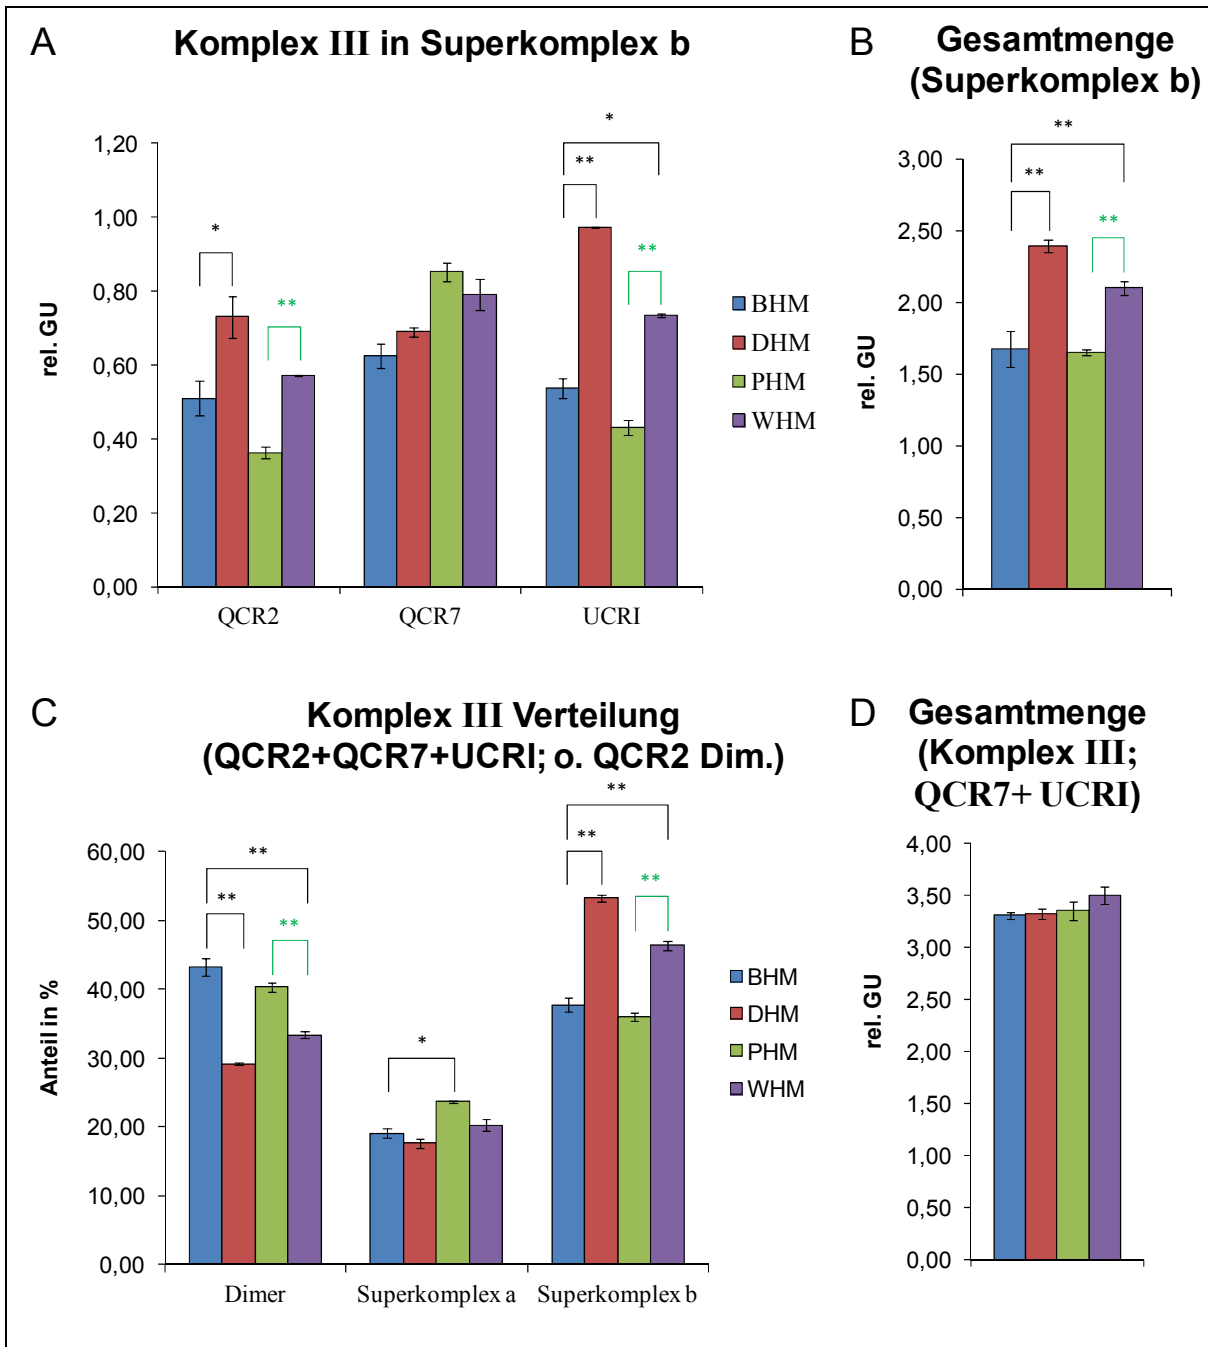 A
Komplex III in Superkomplex b
rel. GU
1,20
1,00
0,80
0,60
0,40
0,20
0,00
*
**
**
*
**
QCR2
QCR7
UCRI
BHM
DHM
PHM
WHM
B
Gesamtmenge
(Superkomplex b)
rel. GU
3,00
2,50
2,00
1,50
1,00
0,50
0,00
**
**
**
C
Komplex III Verteilung
(QCR2+QCR7+UCRI; o. QCR2 Dim.)
Anteil in %
60,00
50,00
40,00
30,00
20,00
10,00
0,00
**
**
**
*
**
**
**
Dimer
Superkomplex a
Superkomplex b
BHM
DHM
PHM
WHM
D
Gesamtmenge
(Komplex III;
QCR7+ UCRI)
rel. GU
4,00
3,50
3,00
2,50
2,00
1,50
1,00
0,50
0,00